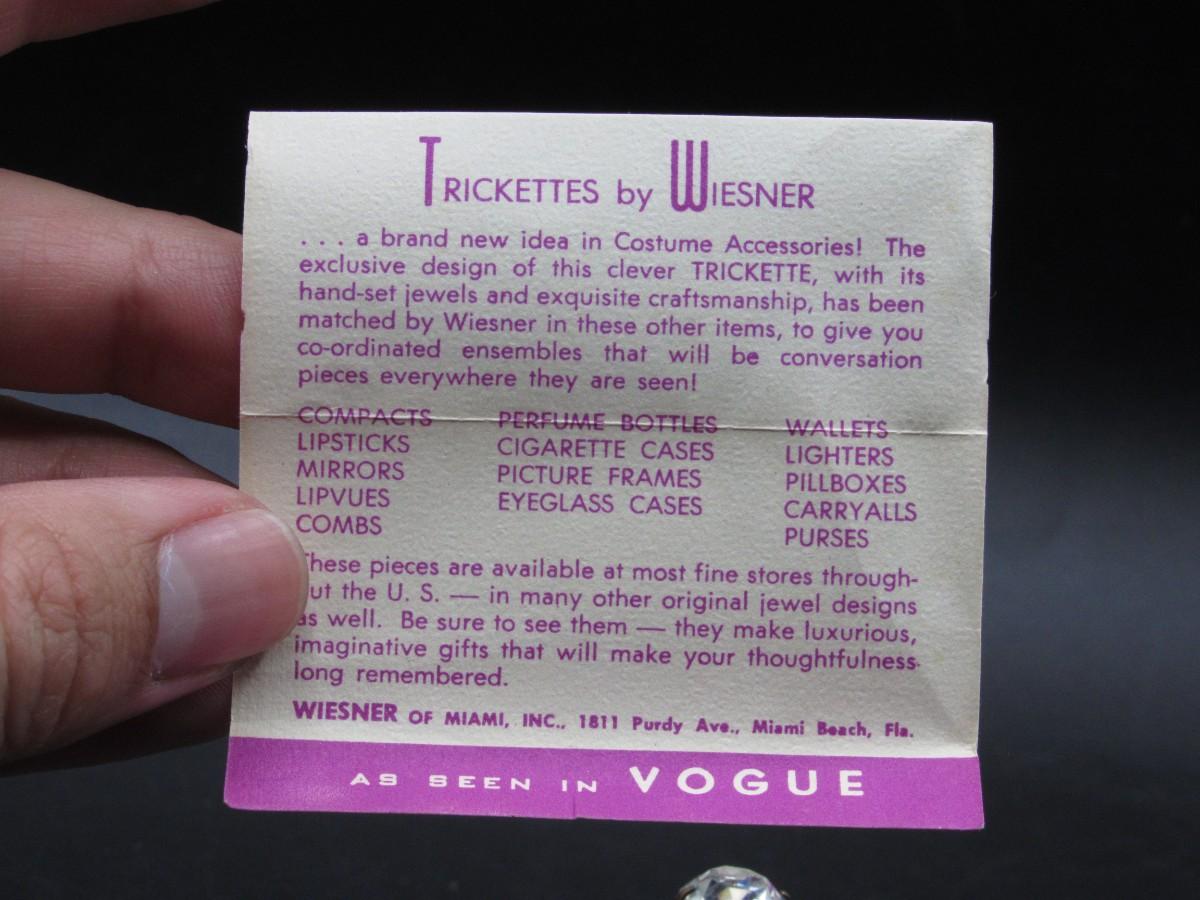 TRICKETTES by WIESNER
. . . a brand new idea in Costume Accessories! The
exclusive design of this clever TRICKETTE, with its
hand-set jewels and exquisite craftsmanship, has been
matched by Wiesner in these other items, to give you
co-ordinated ensembles that will be conversation
pieces everywhere they are seen!
COMPACTS PERFUME BOTTLES WALLETS
LIPSTICKS CIGARETTE CASES LIGHTERS
MIRRORS PICTURE FRAMES PILLBOXES
LIPVUES EYEGLASS CASES CARRYALLS
COMBS PURSES
These pieces are available at most fine stores through-
out the U. S. — in many other original jewel designs
as well. Be sure to see them — they make luxurious,
imaginative gifts that will make your thoughtfulness
long remembered.
WIESNER OF MIAMI, INC., 1811 Purdy Ave., Miami Beach, Fla.
AS SEEN IN VOGUE